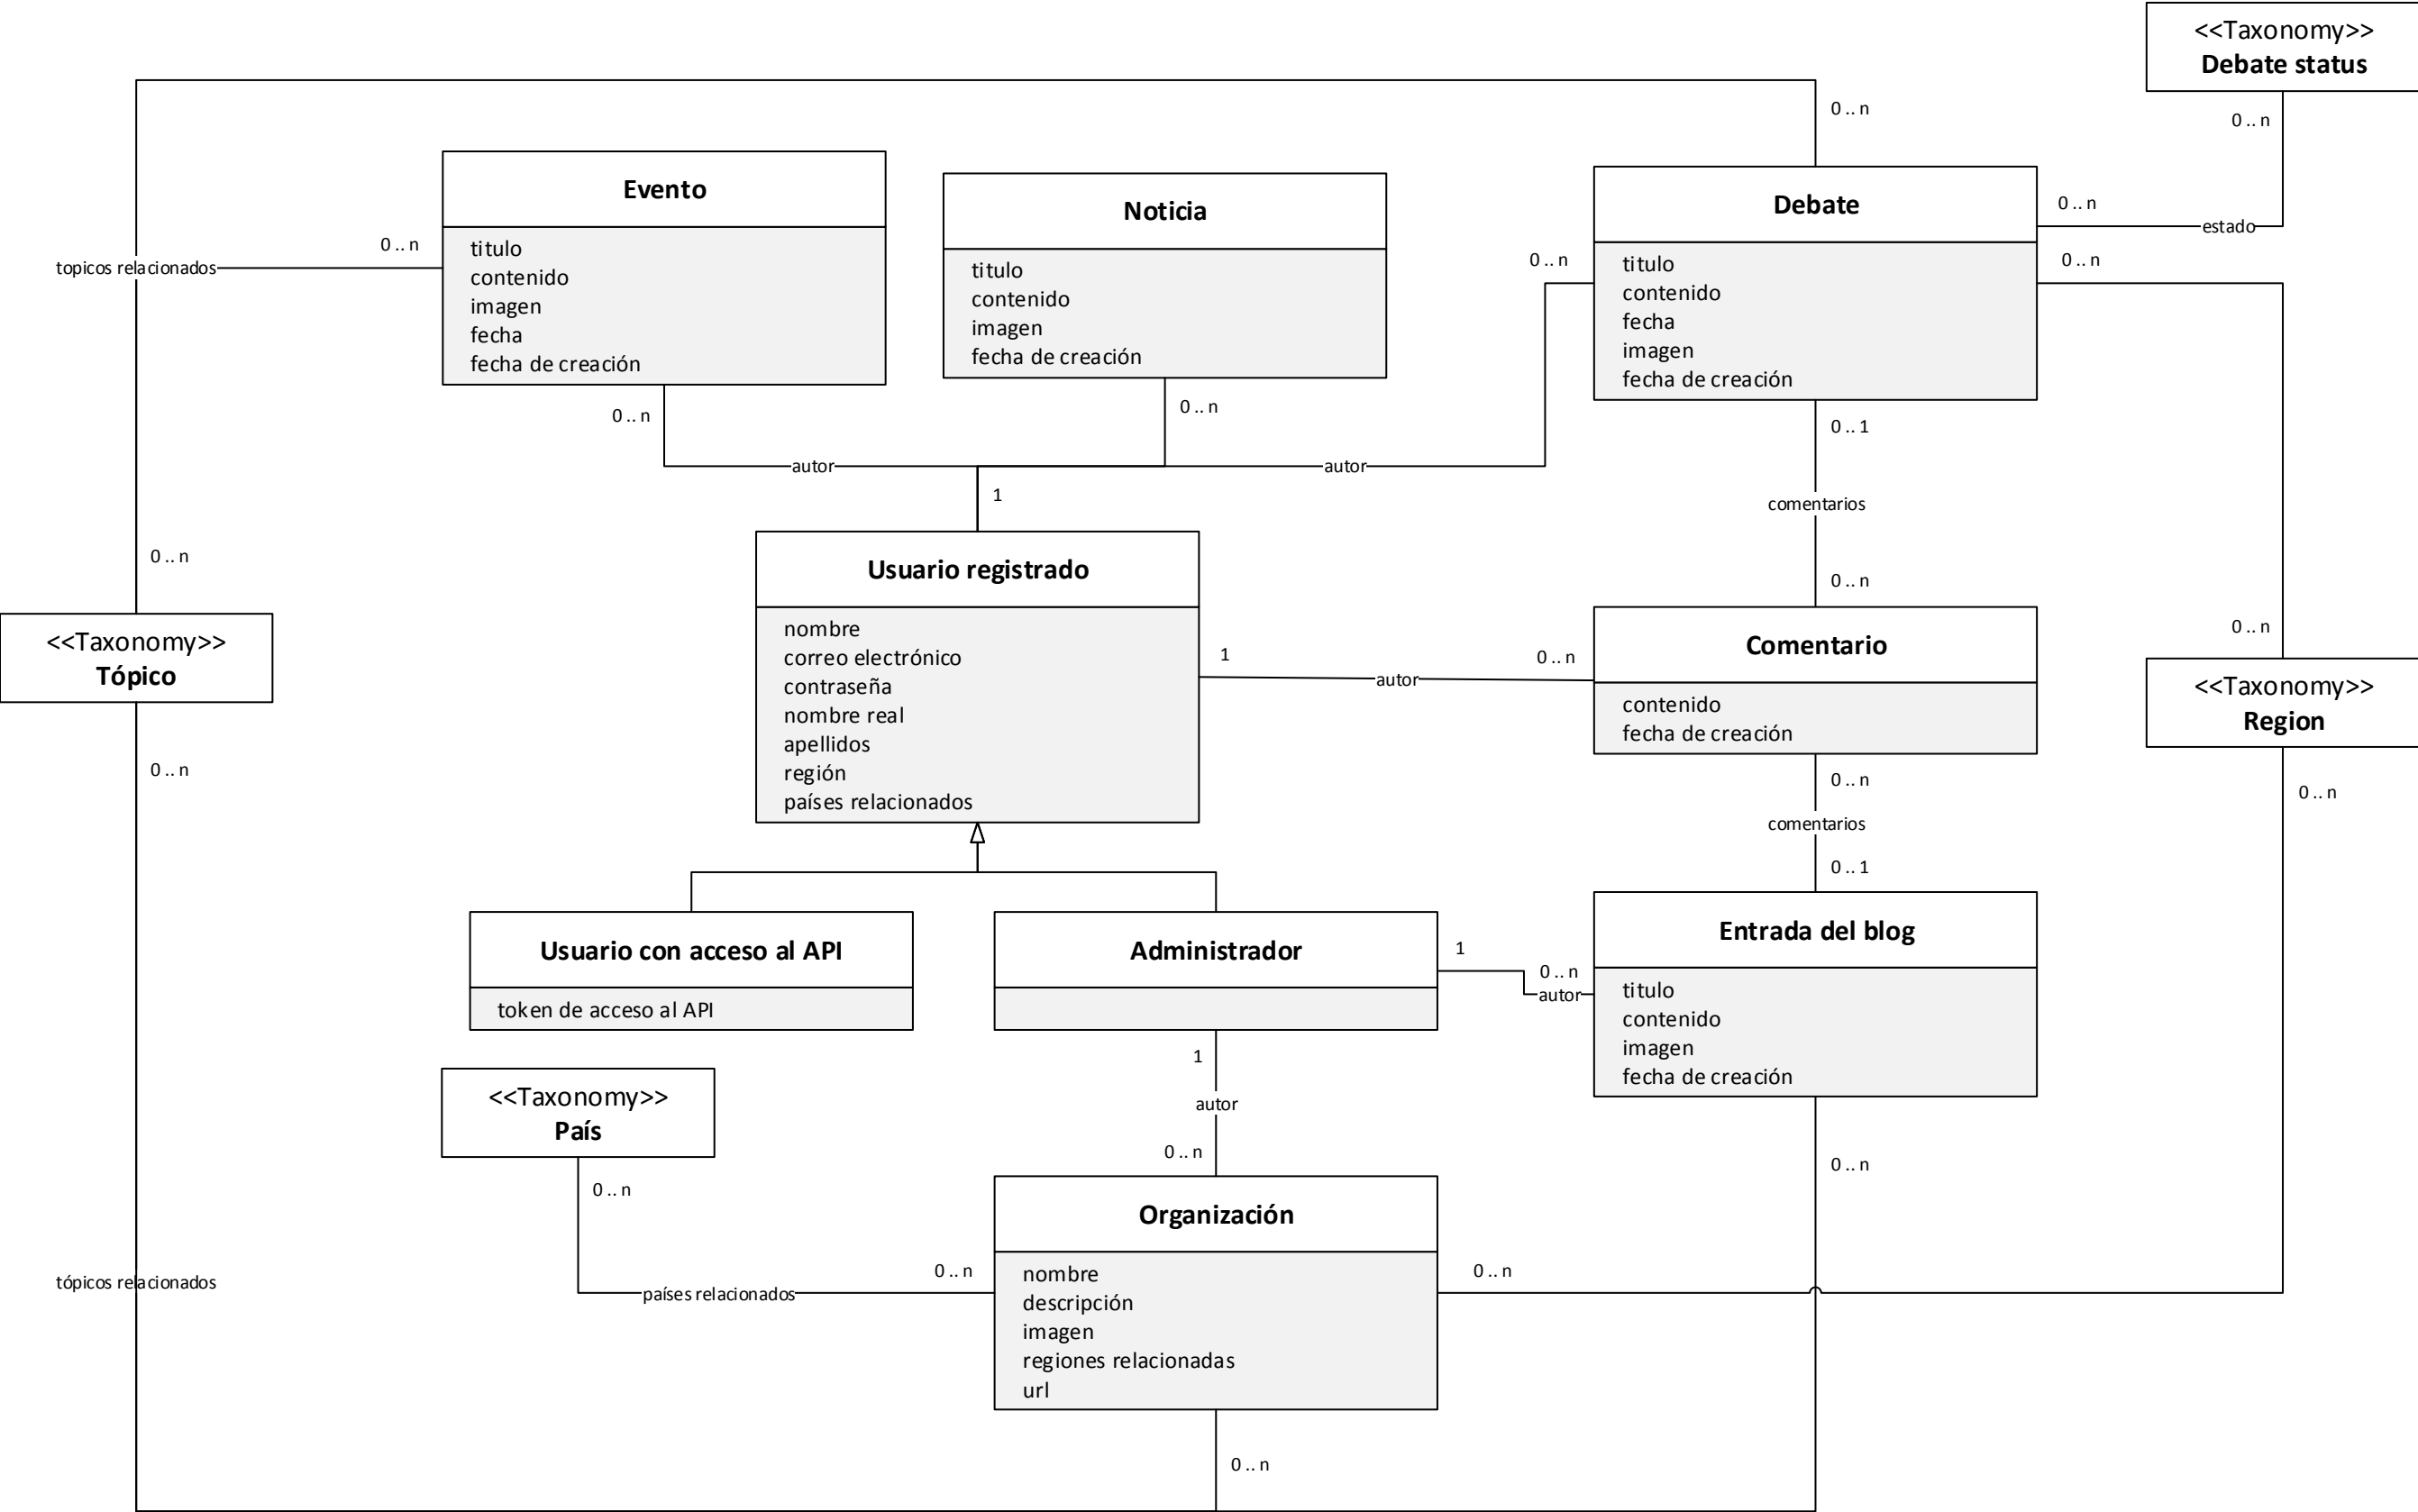 <<Taxonomy>>
Debate status
0 .. n
0 .. n
Evento
titulo
contenido
imagen
fecha
fecha de creación
Noticia
titulo
contenido
imagen
fecha de creación
Debate
titulo
contenido
fecha
imagen
fecha de creación
0 .. n
estado
0 .. n
topicos relacionados
0 .. n
0 .. n
0 .. n
0 .. n
0 .. 1
autor
autor
1
comentarios
0 .. n
0 .. n
Usuario registrado
nombre
correo electrónico
contraseña
nombre real
apellidos
región
países relacionados
<<Taxonomy>>
Tópico
0 .. n
1
autor
0 .. n
Comentario
contenido
fecha de creación
0 .. n
<<Taxonomy>>
Region
0 .. n
0 .. n
comentarios
0 .. 1
Usuario con acceso al API
token de acceso al API
Administrador
1
0 .. n
autor
Entrada del blog
titulo
contenido
imagen
fecha de creación
1
autor
0 .. n
<<Taxonomy>>
País
0 .. n
0 .. n
Organización
nombre
descripción
imagen
regiones relacionadas
url
0 .. n
países relacionados
0 .. n
tópicos relacionados
0 .. n